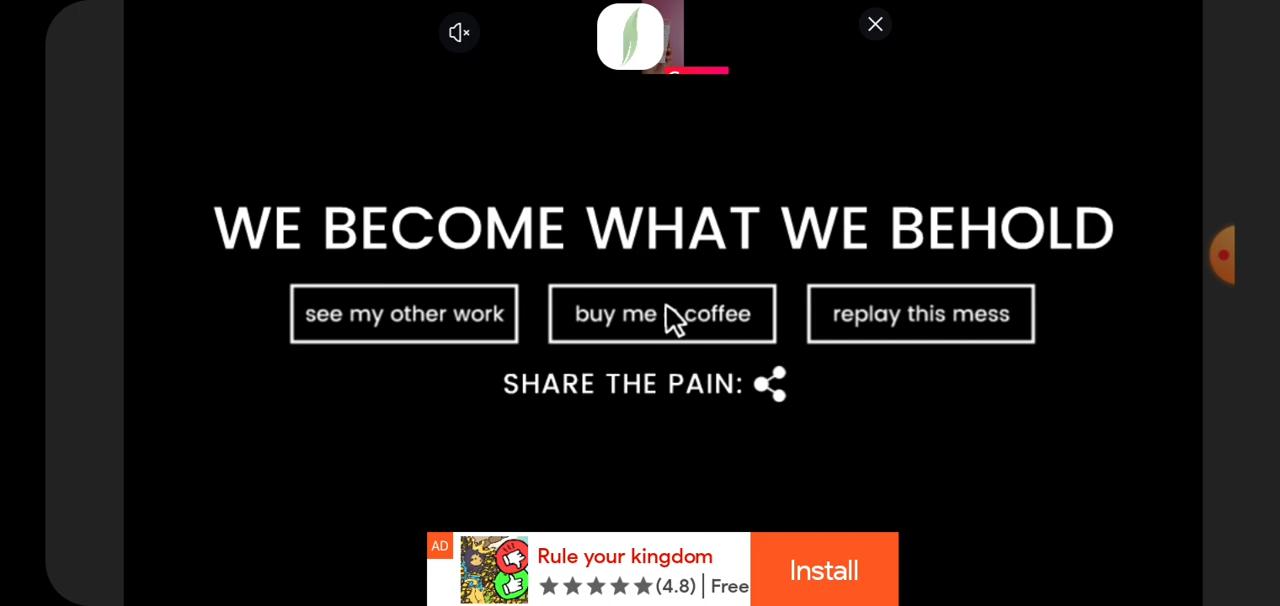 WE BECOME WHAT WE BEHOLD
see my other work
buy me coffee
replay this mess
SHARE THE PAIN:
AD
Rule your kingdom
(4.8) | Free
Install